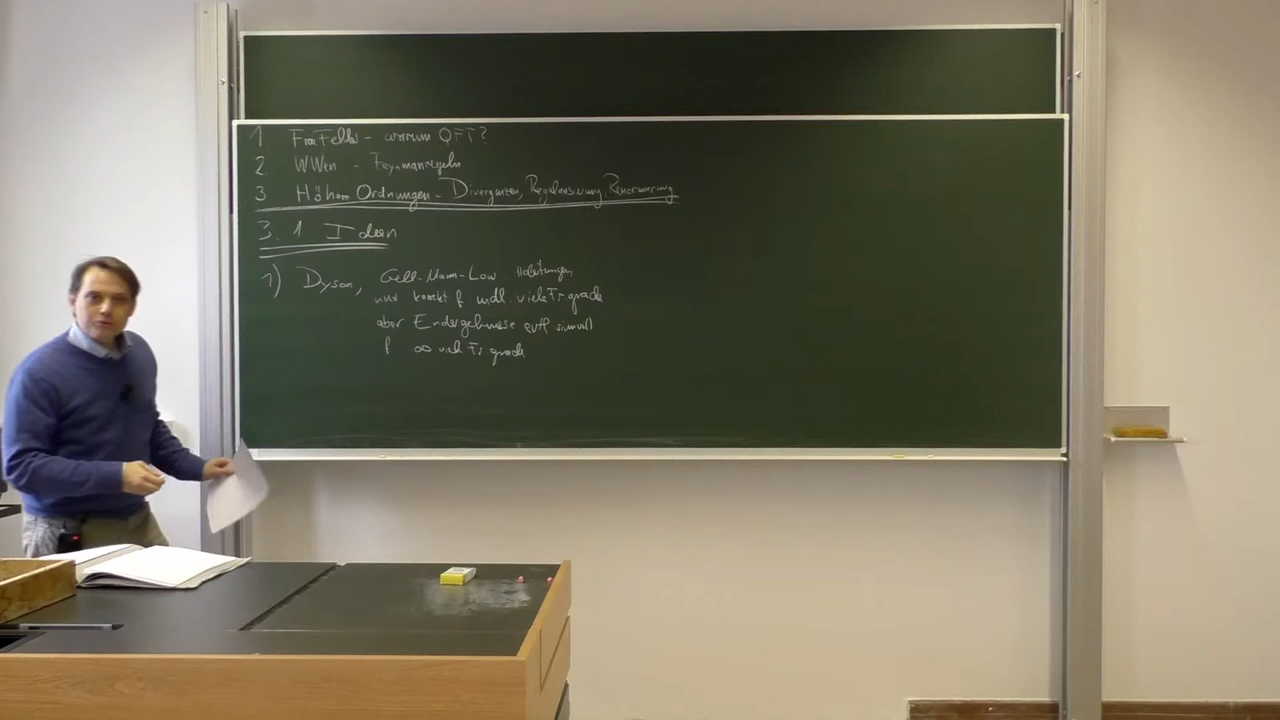 1. Freie Felder - warum QFT?
2. WWen - Feynmanregeln
3 Höhere Ordnungen - Divergenzen, Regularisierung, Renormierung
3.1 Ideen
1) Dyson, Gell-Mann-Low Herleitungen
nur korrekt f. endl. viele Fr.grade
aber Endergebnisse evtl sinnvoll
f ∞ viele Fr.grade